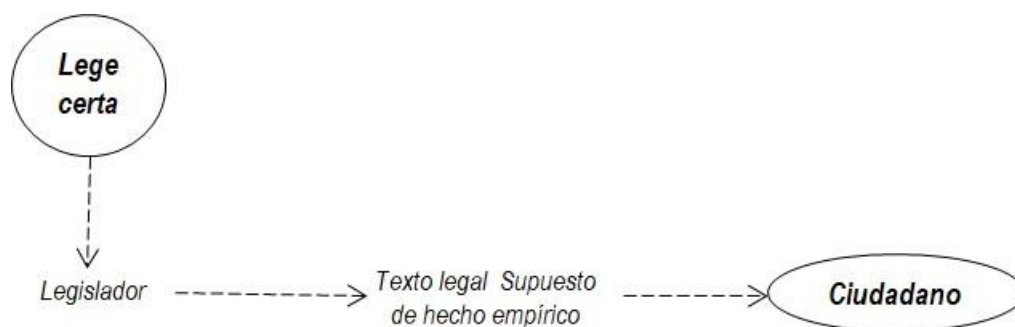 Lege
certa
Legislador
Texto legal Supuesto
de hecho empírico
Ciudadano